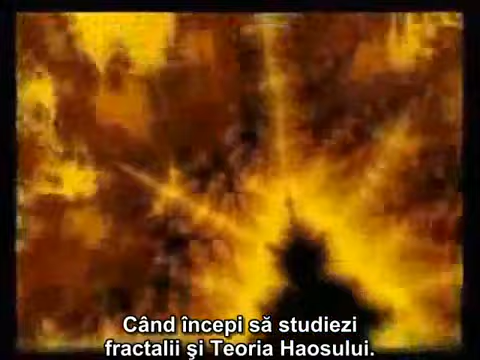 Când începi să studiezi
fractalii şi Teoria Haosului.